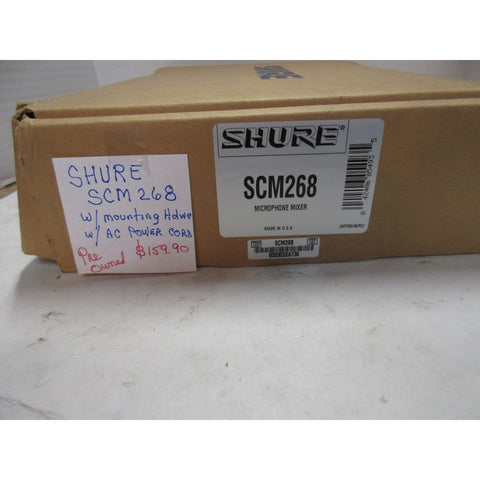 SHURE
SHURE
SCM268
MICROPHONE MIXER
MADE IN U.S.A.
SCM268
SHURE
SCM 268
w/ mounting Hdwe
w/ AC POWER CORD
Pre Owned $159.90